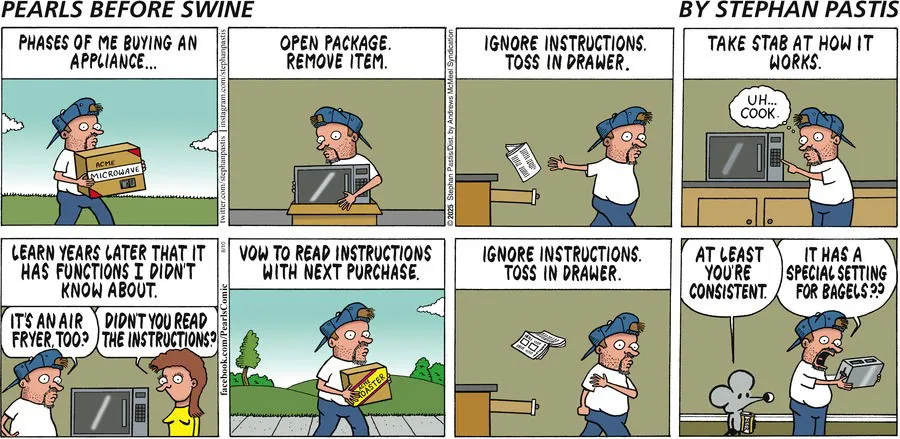 PEARLS BEFORE SWINE
BY STEPHAN PASTIS
PHASES OF ME BUYING AN
APPLIANCE...
ACME
MICROWAVE
twitter.com/stephanpastis | instagram.com/stephanpastis
OPEN PACKAGE.
REMOVE ITEM.
© 2025 Stephan Pastis/Dist. by Andrews McMeel Syndication
IGNORE INSTRUCTIONS.
TOSS IN DRAWER.
TAKE STAB AT HOW IT
WORKS.
UH...
COOK.
LEARN YEARS LATER THAT IT
HAS FUNCTIONS I DIDN'T
KNOW ABOUT.
IT'S AN AIR
FRYER, TOO?
DIDN'T YOU READ
THE INSTRUCTIONS?
8/10
facebook.com/PearlsComic
VOW TO READ INSTRUCTIONS
WITH NEXT PURCHASE.
ACME
TOASTER
IGNORE INSTRUCTIONS.
TOSS IN DRAWER.
AT LEAST
YOU'RE
CONSISTENT.
IT HAS A
SPECIAL SETTING
FOR BAGELS??